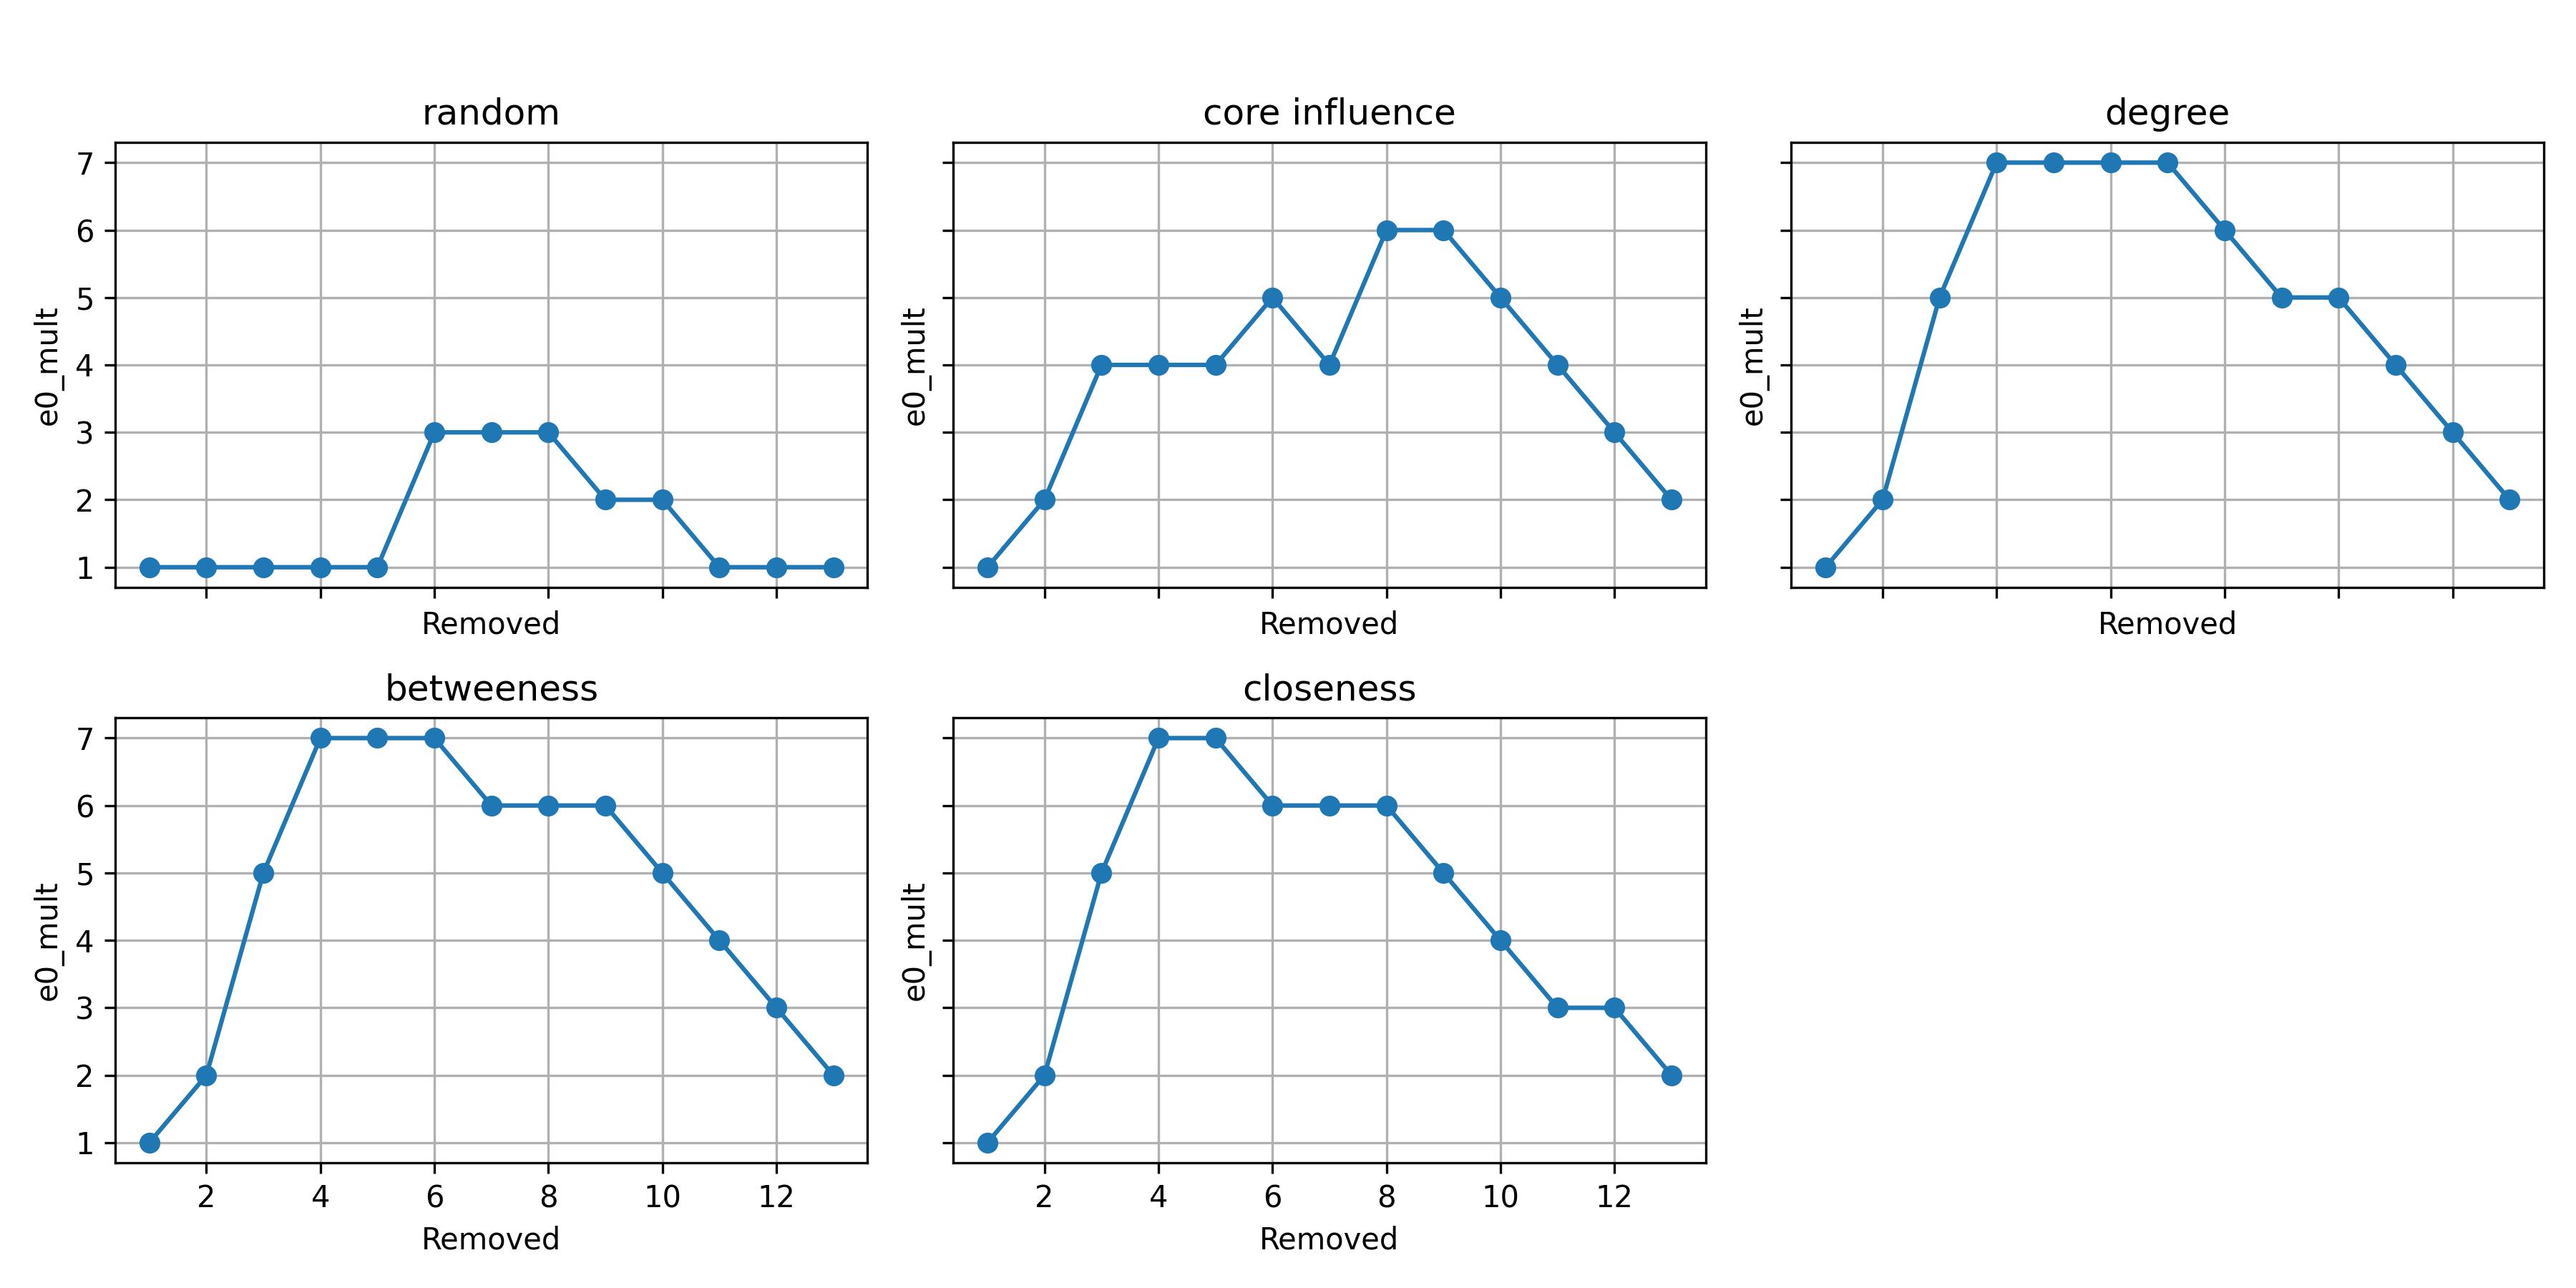 random
core influence
degree
7
6
5
4
3
2
1
e0_mult
e0_mult
e0_mult
Removed
Removed
Removed
betweeness
closeness
7
6
5
4
3
2
1
e0_mult
e0_mult
2 4 6 8 10 12
2 4 6 8 10 12
Removed
Removed